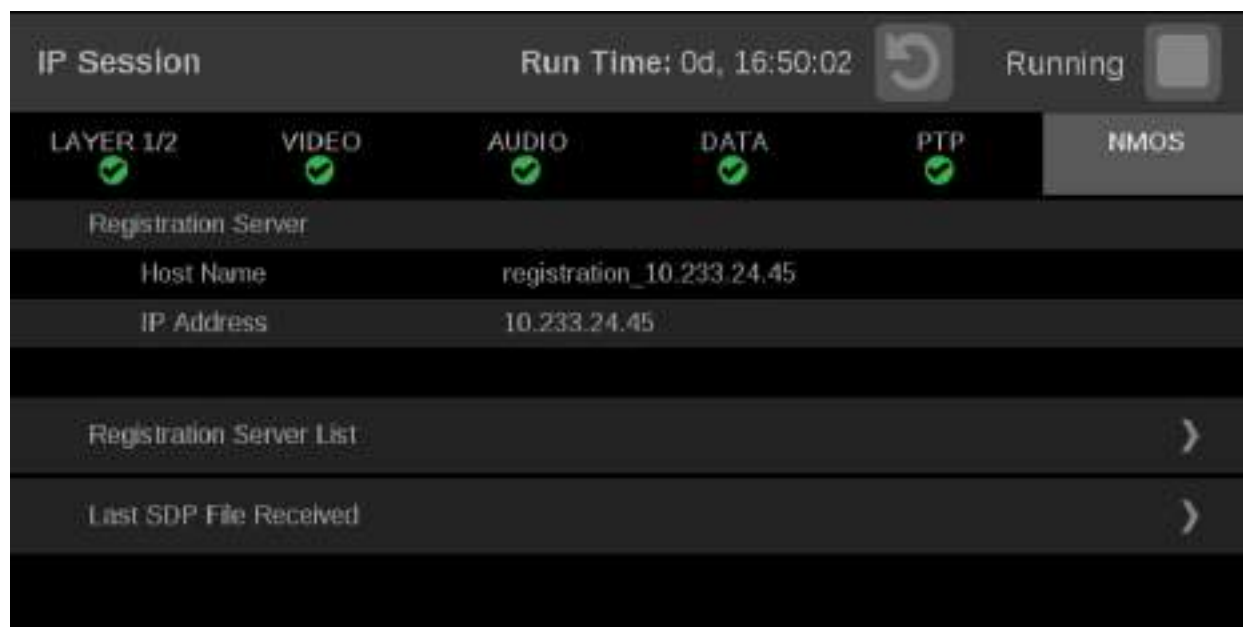 IP Session Run Time: 0d, 16:50:02 Running
LAYER 1/2 VIDEO AUDIO DATA PTP NMOS
Registration Server
Host Name registration_10.233.24.45
IP Address 10.233.24.45
Registration Server List
Last SDP File Received